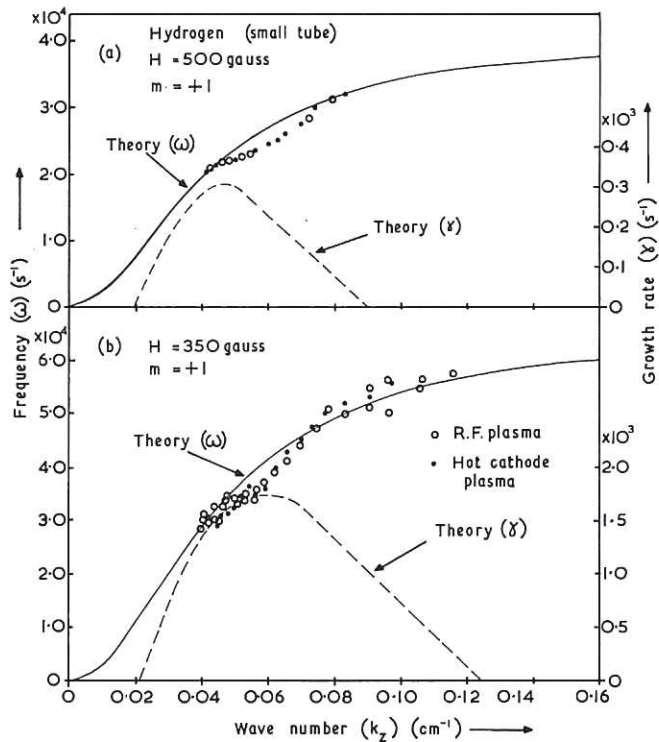 ×10⁴
4·0
3·0
2·0
1·0
0
(a)
Hydrogen (small tube)
H = 500 gauss
m = +1
Theory (ω)
Theory (γ)
×10³
0·4
0·3
0·2
0·1
0
Frequency (ω) (s⁻¹)
Growth rate (γ) (s⁻¹)
×10⁴
6·0
5·0
4·0
3·0
2·0
1·0
0
(b)
H = 350 gauss
m = +1
Theory (ω)
R.F. plasma
Hot cathode
plasma
Theory (γ)
×10³
2·0
1·5
1·0
0·5
0
0 0·02 0·04 0·06 0·08 0·10 0·12 0·14 0·16
Wave number (k_z) (cm⁻¹)